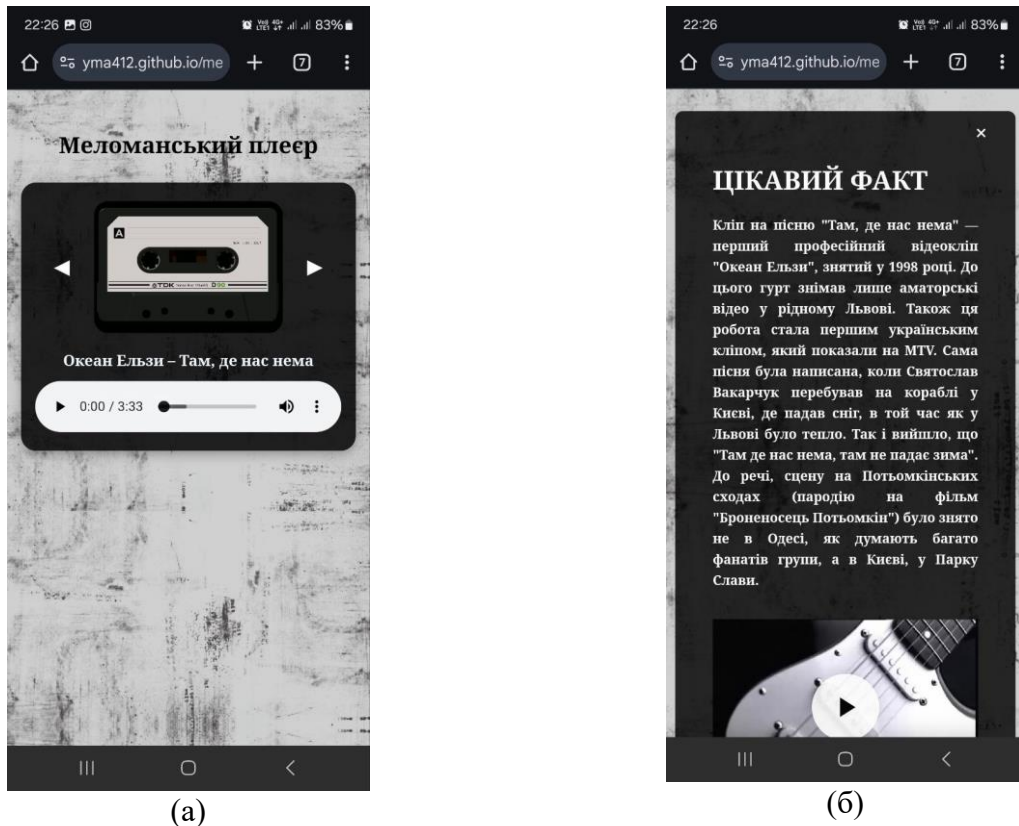 22:26
83%
yma412.github.io/me
7
Меломанський плеєр
A
TDK
D90
Океан Ельзи – Там, де нас нема
0:00 / 3:33
(а)
22:26
83%
yma412.github.io/me
7
ЦІКАВИЙ ФАКТ
Кліп на пісню "Там, де нас нема" —
перший професійний відеокліп
"Океан Ельзи", знятий у 1998 році. До
цього гурт знімав лише аматорські
відео у рідному Львові. Також ця
робота стала першим українським
кліпом, який показали на MTV. Сама
пісня була написана, коли Святослав
Вакарчук перебував на кораблі у
Києві, де падав сніг, в той час як у
Львові було тепло. Так і вийшло, що
"Там де нас нема, там не падає зима".
До речі, сцену на Потьомкінських
сходах (пародію на фільм
"Броненосець Потьомкін") було знято
не в Одесі, як думають багато
фанатів групи, а в Києві, у Парку
Слави.
(б)